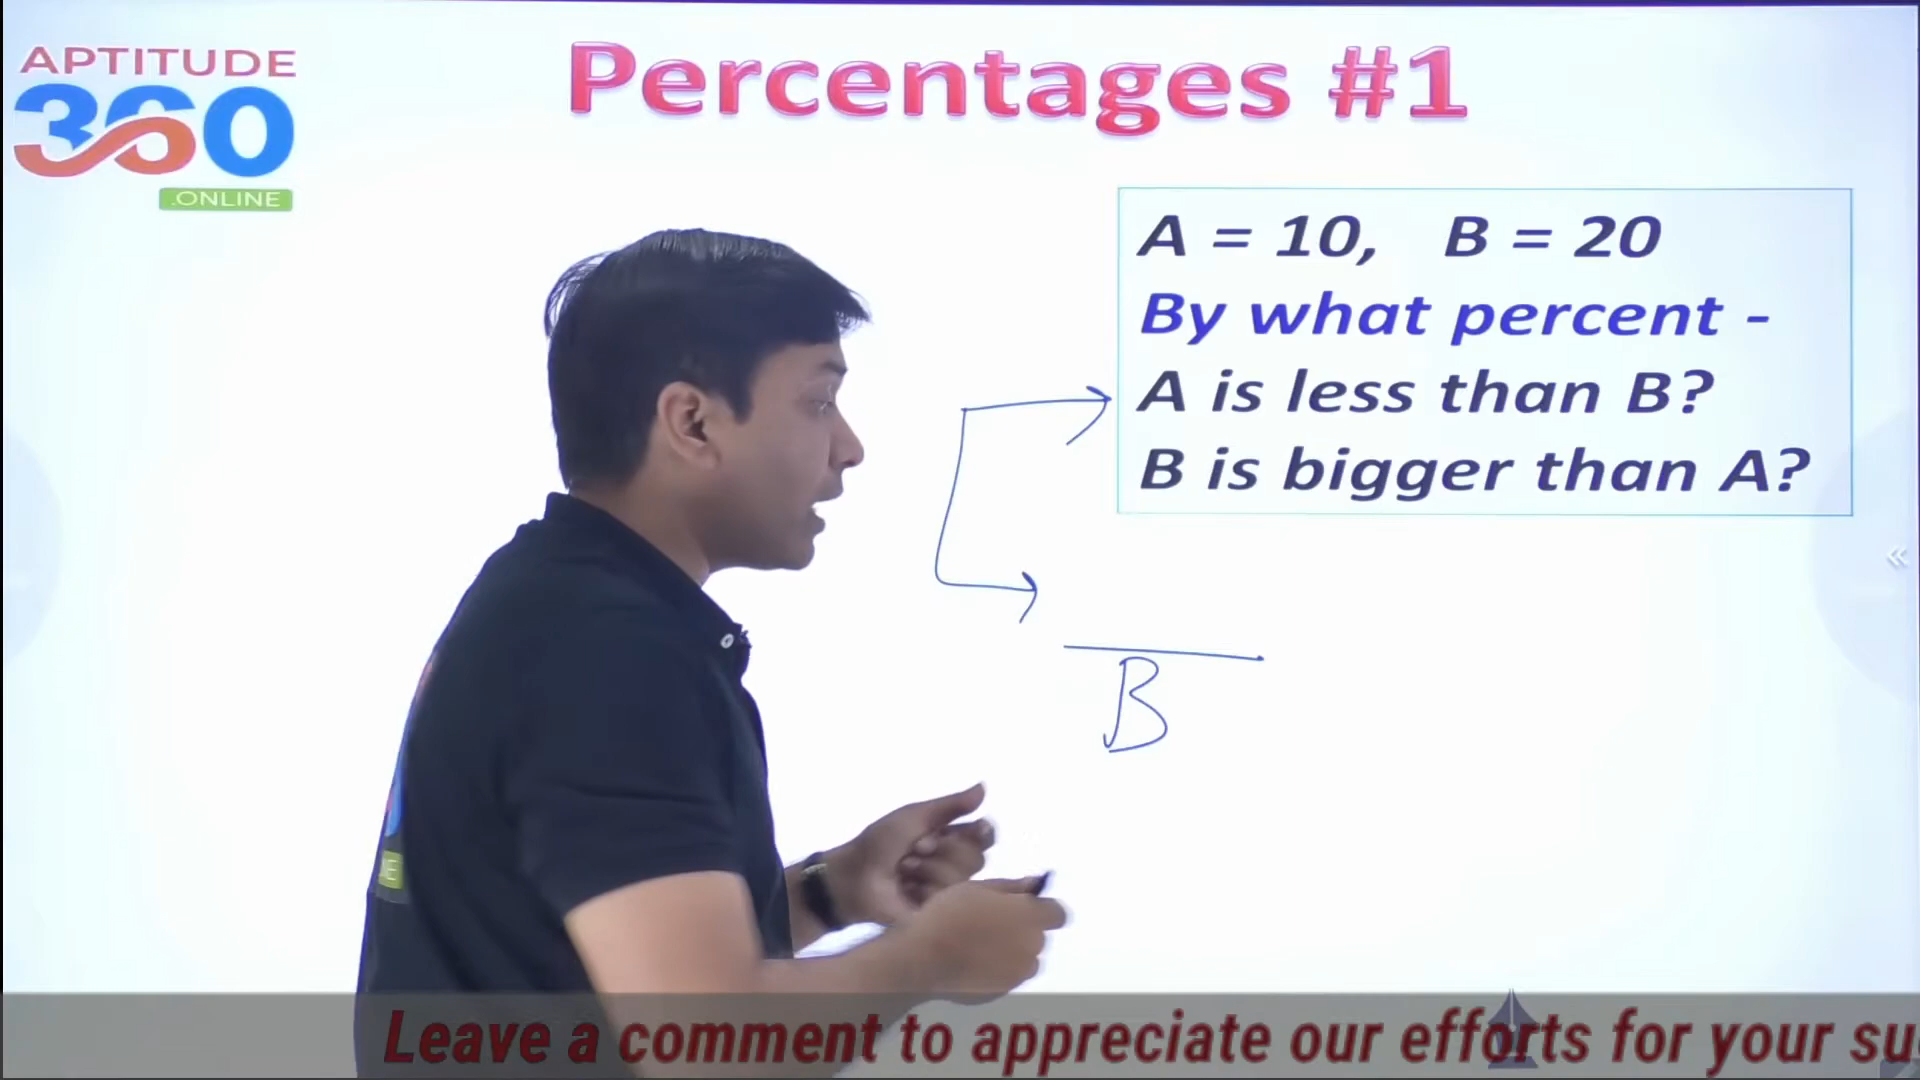 APTITUDE
360
.ONLINE
Percentages #1
A = 10, B = 20
By what percent -
A is less than B?
B is bigger than A?
B
Leave a comment to appreciate our efforts for your su